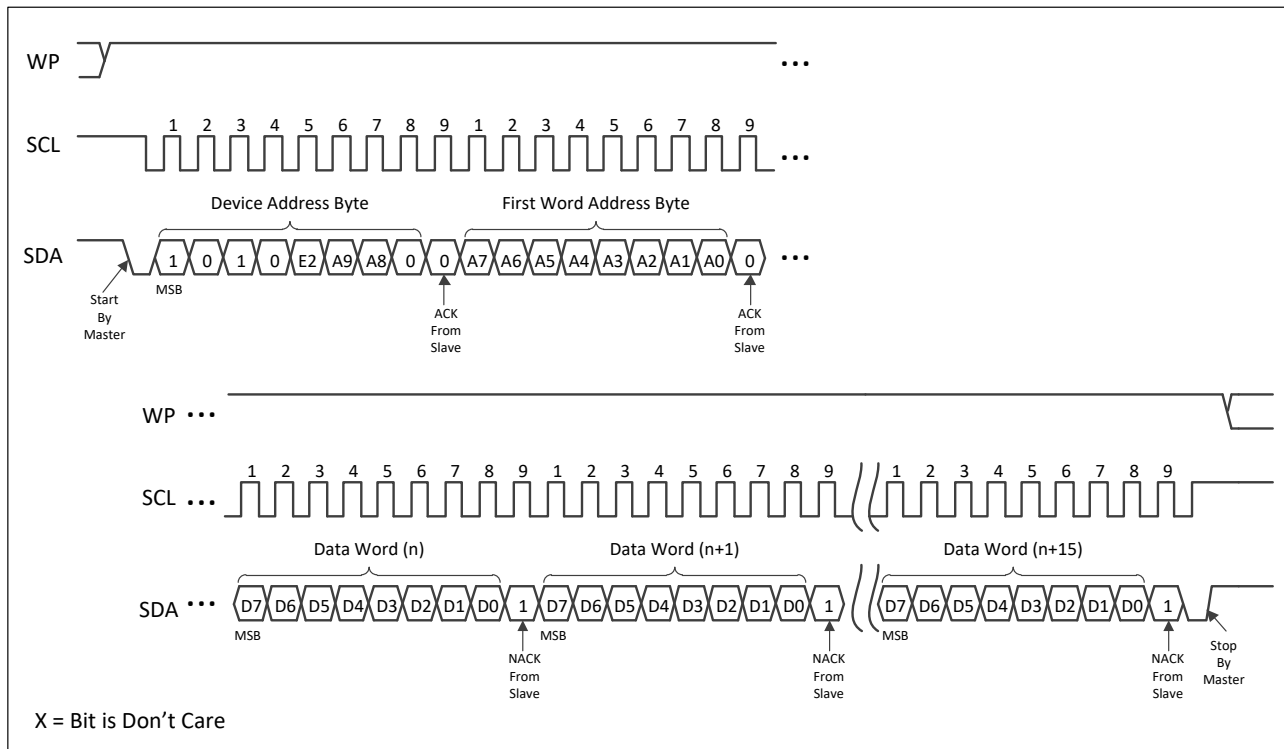 WP
...
SCL
1 2 3 4 5 6 7 8 9 1 2 3 4 5 6 7 8 9
...
Device Address Byte First Word Address Byte
SDA
1 0 1 0 E2 A9 A8 0 0 A7 A6 A5 A4 A3 A2 A1 A0 0
...
MSB
Start
By
Master
ACK
From
Slave
ACK
From
Slave
WP ...
SCL ...
1 2 3 4 5 6 7 8 9 1 2 3 4 5 6 7 8 9 1 2 3 4 5 6 7 8 9
Data Word (n) Data Word (n+1) Data Word (n+15)
SDA ...
D7 D6 D5 D4 D3 D2 D1 D0 1 D7 D6 D5 D4 D3 D2 D1 D0 1 D7 D6 D5 D4 D3 D2 D1 D0 1
MSB MSB MSB
NACK
From
Slave
NACK
From
Slave
NACK
From
Slave
Stop
By
Master
X = Bit is Don't Care